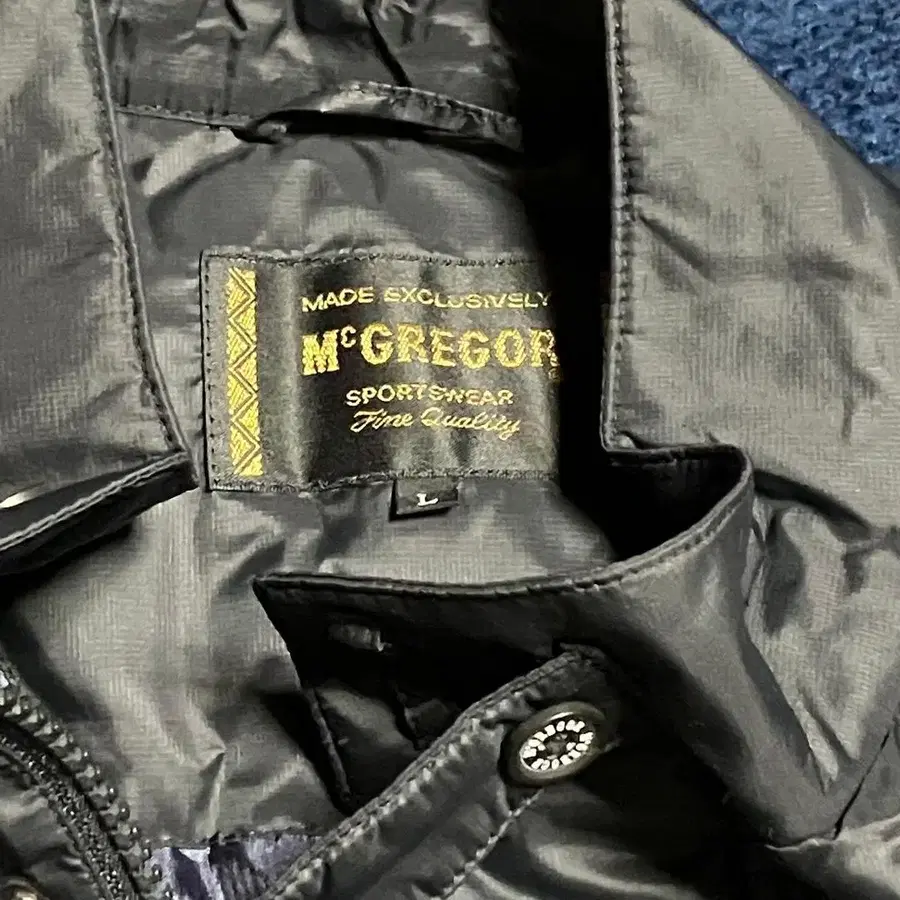 MADE EXCLUSIVELY
McGREGOR
SPORTSWEAR
Fine Quality
L